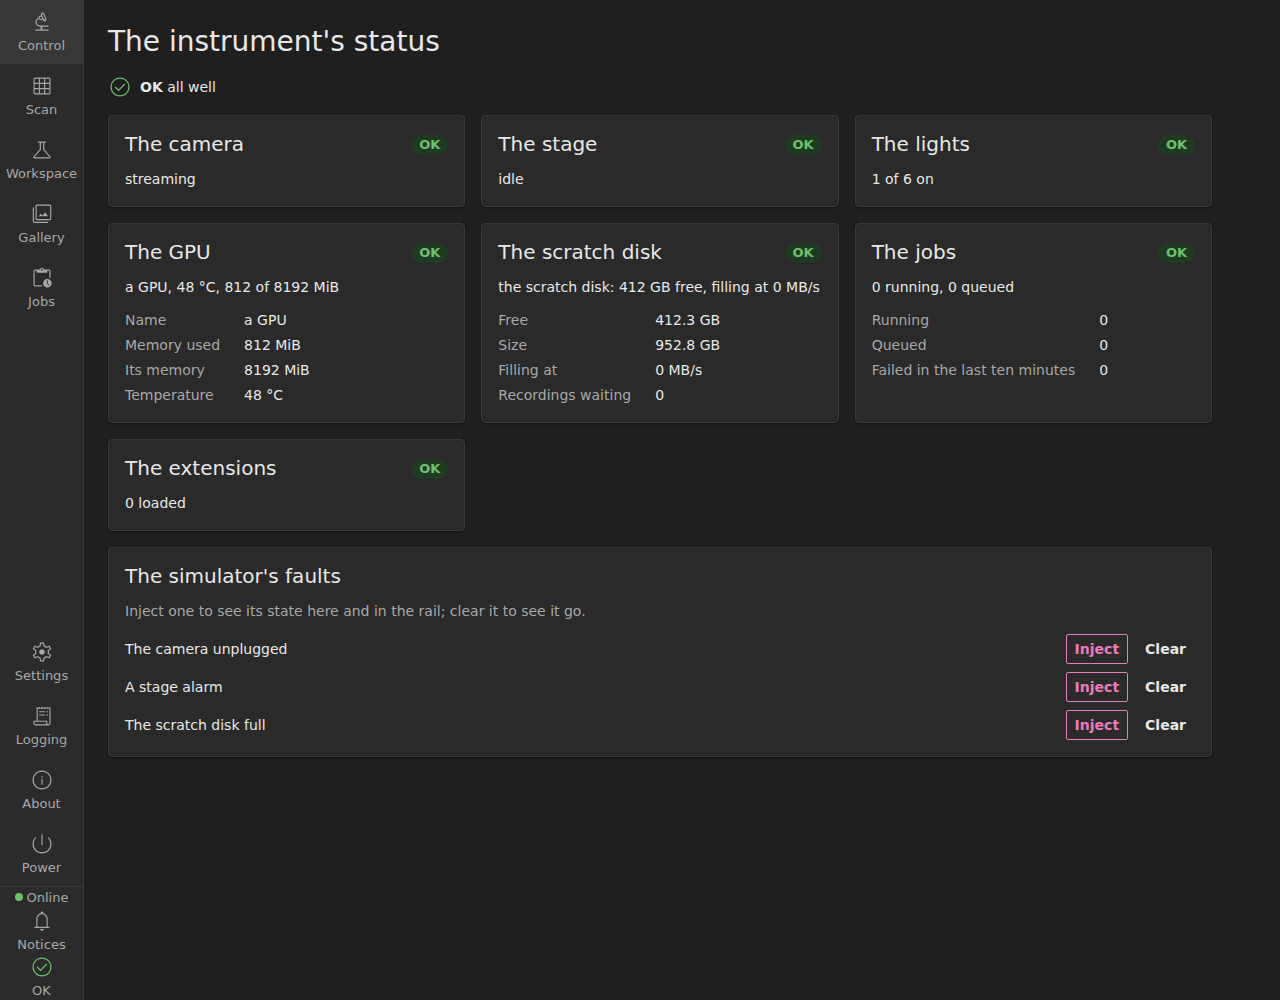 Control
Scan
Workspace
Gallery
Jobs
Settings
Logging
About
Power
Online
Notices
OK
The instrument's status
OK all well
The camera OK
streaming
The stage OK
idle
The lights OK
1 of 6 on
The GPU OK
a GPU, 48 °C, 812 of 8192 MiB
Name a GPU
Memory used 812 MiB
Its memory 8192 MiB
Temperature 48 °C
The scratch disk OK
the scratch disk: 412 GB free, filling at 0 MB/s
Free 412.3 GB
Size 952.8 GB
Filling at 0 MB/s
Recordings waiting 0
The jobs OK
0 running, 0 queued
Running 0
Queued 0
Failed in the last ten minutes 0
The extensions OK
0 loaded
The simulator's faults
Inject one to see its state here and in the rail; clear it to see it go.
The camera unplugged Inject Clear
A stage alarm Inject Clear
The scratch disk full Inject Clear